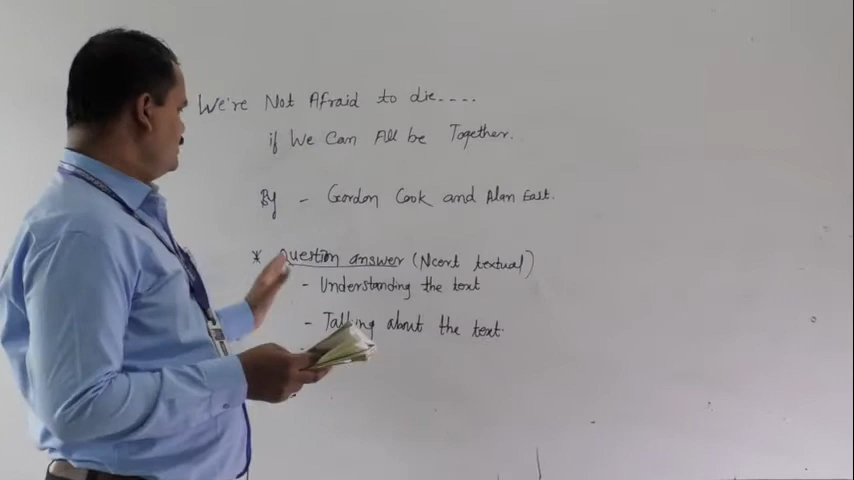 We're Not Afraid to die....
if We Can All be Together.
By - Gordon Cook and Alan East.
* Question answer (Ncert textual)
- Understanding the text
- Talking about the text.